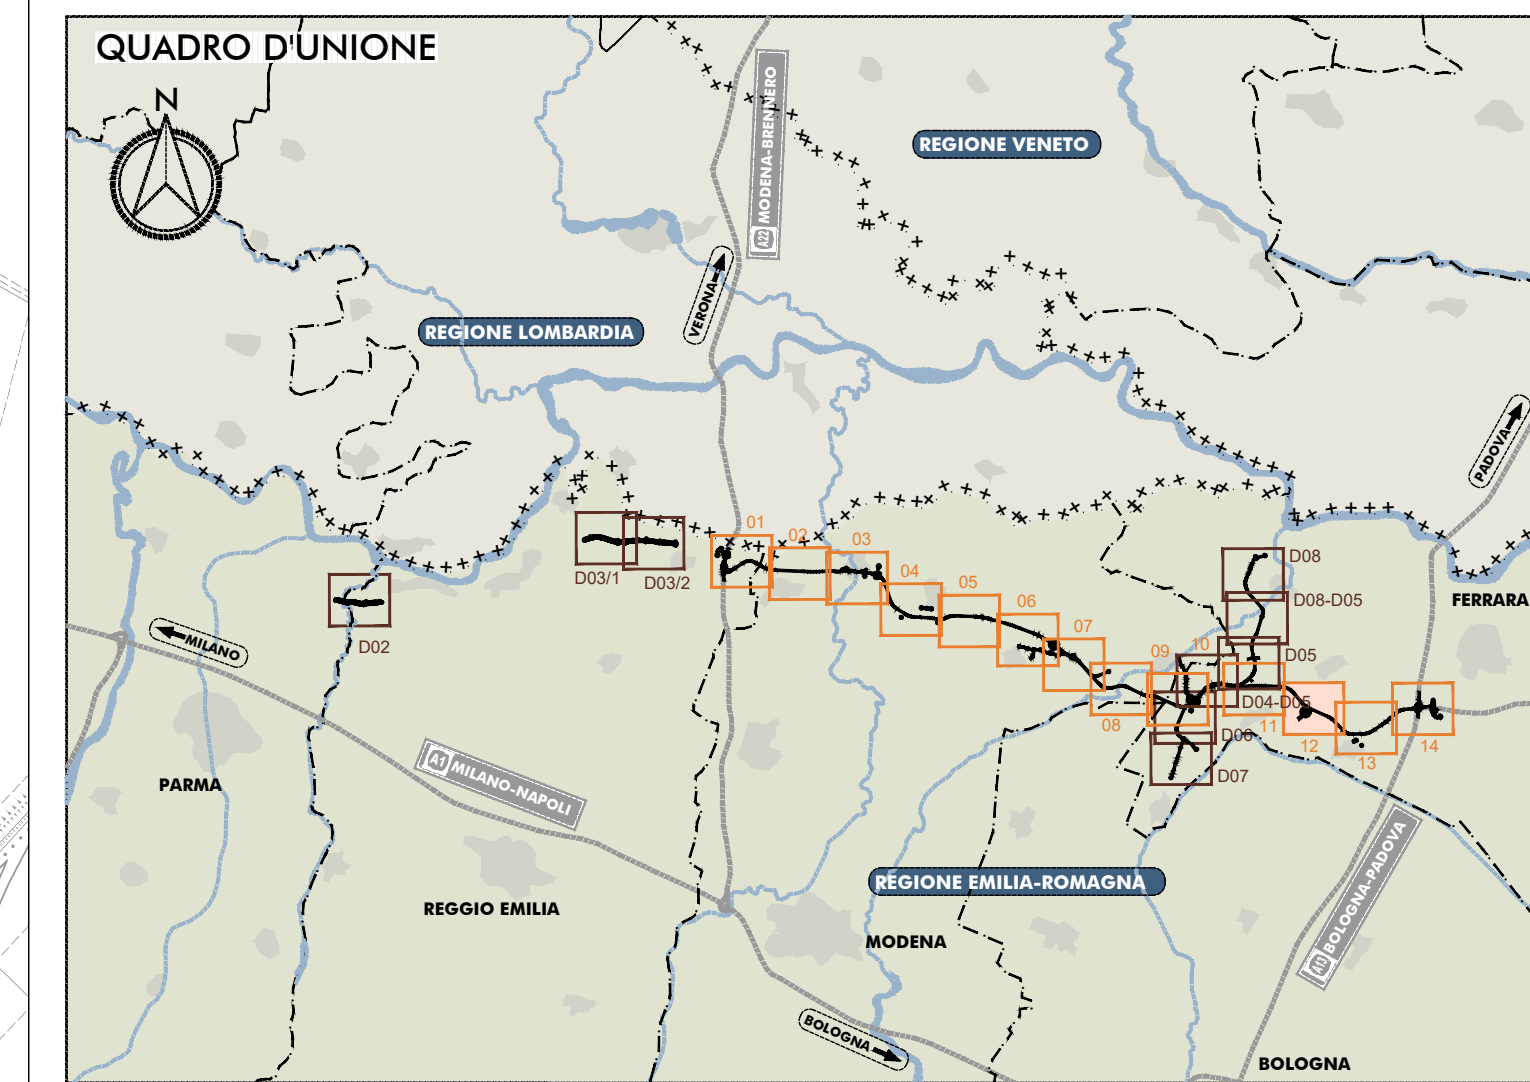 QUADRO D'UNIONE
N
A22 MODENA-BRENNERO
REGIONE VENETO
VERONA
REGIONE LOMBARDIA
PADOVA
01
02
03
04
05
06
07
08
09
10
11
12
13
14
D03/1
D03/2
D02
D08
D08-D05
D05
D04-D05
D06
D07
FERRARA
MILANO
A1 MILANO-NAPOLI
PARMA
REGGIO EMILIA
REGIONE EMILIA-ROMAGNA
MODENA
A13 BOLOGNA-PADOVA
BOLOGNA
BOLOGNA